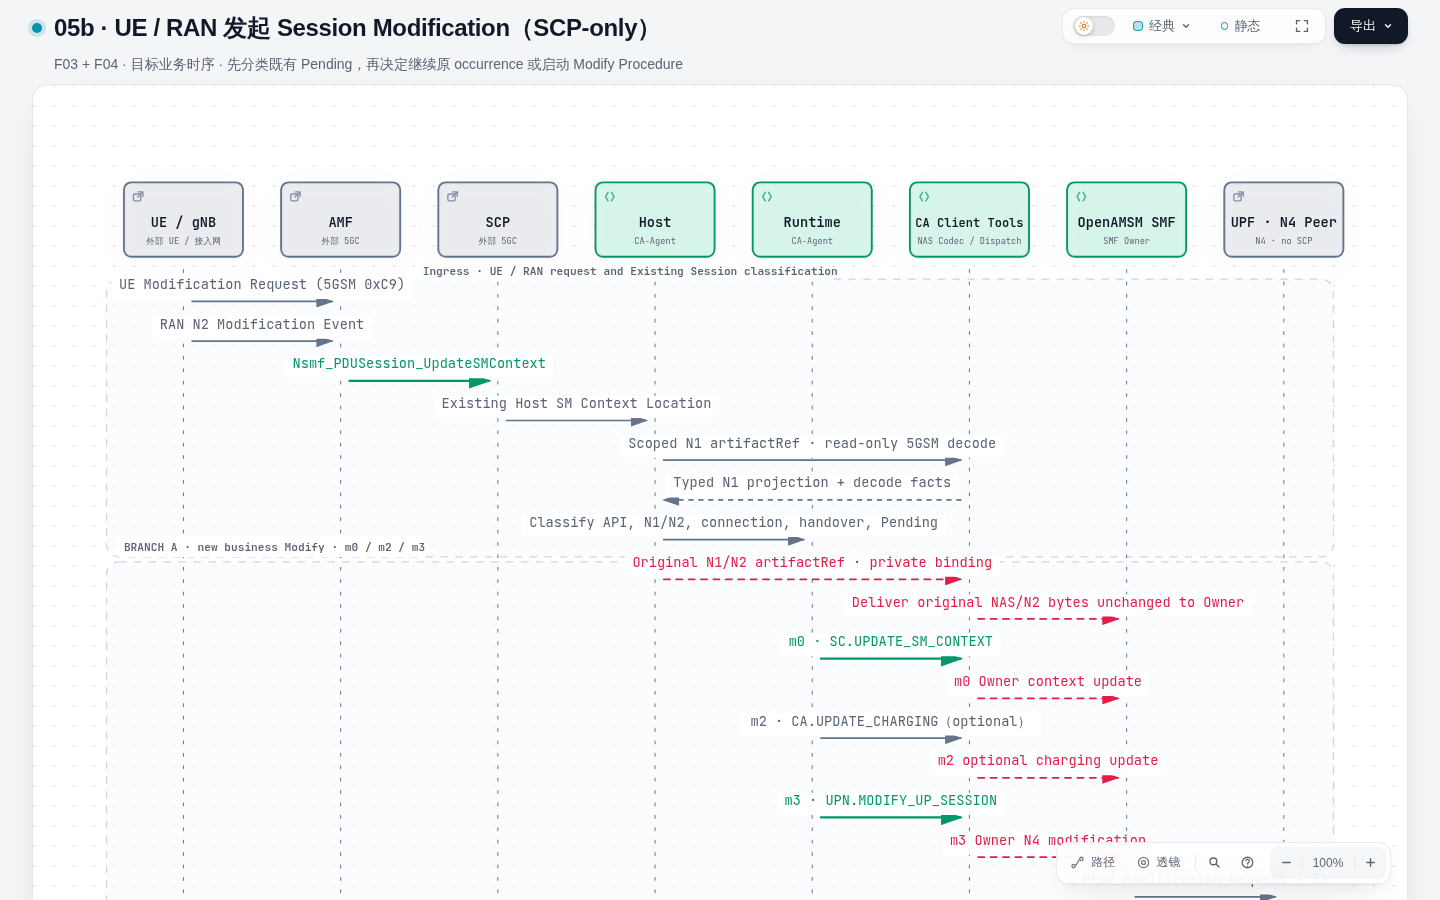 05b · UE / RAN 发起 Session Modification（SCP-only）
F03 + F04 · 目标业务时序 · 先分类既有 Pending，再决定继续原 occurrence 或启动 Modify Procedure
经典
静态
导出
UE / gNB
外部 UE / 接入网
AMF
外部 5GC
SCP
外部 5GC
Host
CA-Agent
Runtime
CA-Agent
CA Client Tools
NAS Codec / Dispatch
OpenAMSM SMF
SMF Owner
UPF · N4 Peer
N4 · no SCP
Ingress · UE / RAN request and Existing Session classification
UE Modification Request (5GSM 0xC9)
RAN N2 Modification Event
Nsmf_PDUSession_UpdateSMContext
Existing Host SM Context Location
Scoped N1 artifactRef · read-only 5GSM decode
Typed N1 projection + decode facts
Classify API, N1/N2, connection, handover, Pending
BRANCH A · new business Modify · m0 / m2 / m3
Original N1/N2 artifactRef · private binding
Deliver original NAS/N2 bytes unchanged to Owner
m0 · SC.UPDATE_SM_CONTEXT
m0 Owner context update
m2 · CA.UPDATE_CHARGING（optional）
m2 optional charging update
m3 · UPN.MODIFY_UP_SESSION
m3 Owner N4 modification
PFCP Modification Request · N4
路径
透镜
100%